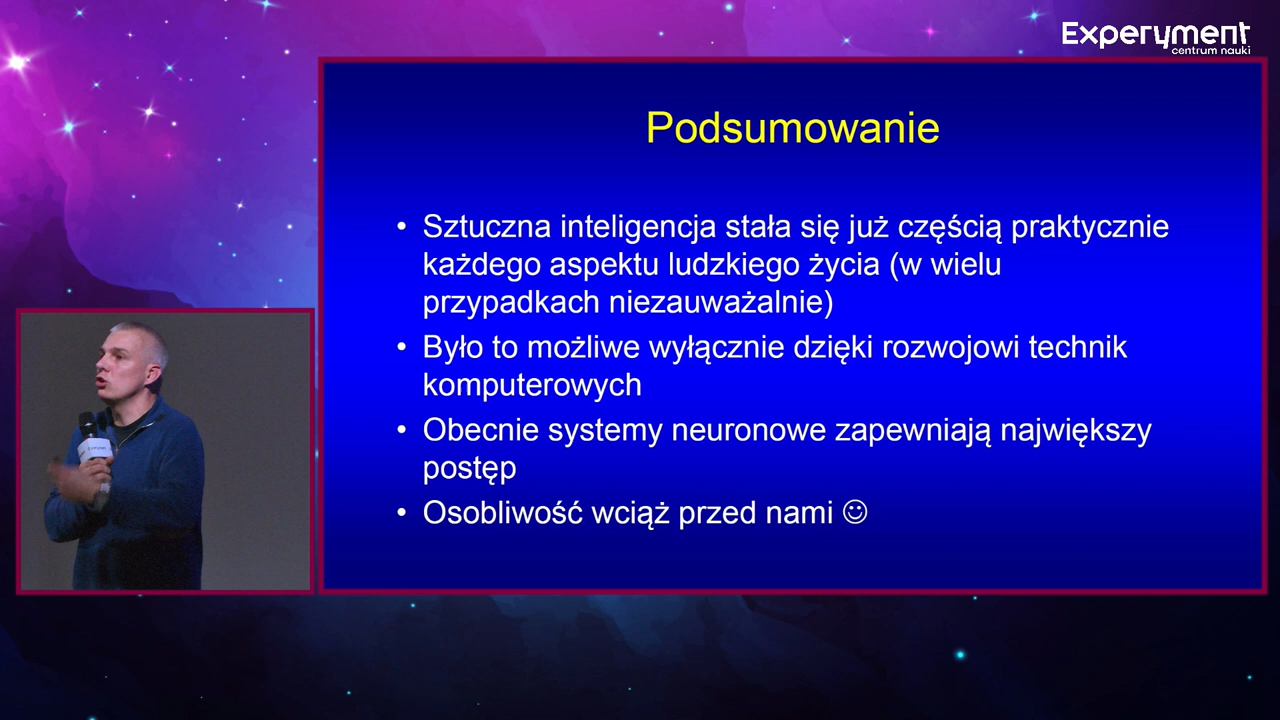 Experyment
centrum nauki
Podsumowanie
• Sztuczna inteligencja stała się już częścią praktycznie
każdego aspektu ludzkiego życia (w wielu
przypadkach niezauważalnie)
• Było to możliwe wyłącznie dzięki rozwojowi technik
komputerowych
• Obecnie systemy neuronowe zapewniają największy
postęp
• Osobliwość wciąż przed nami ☺